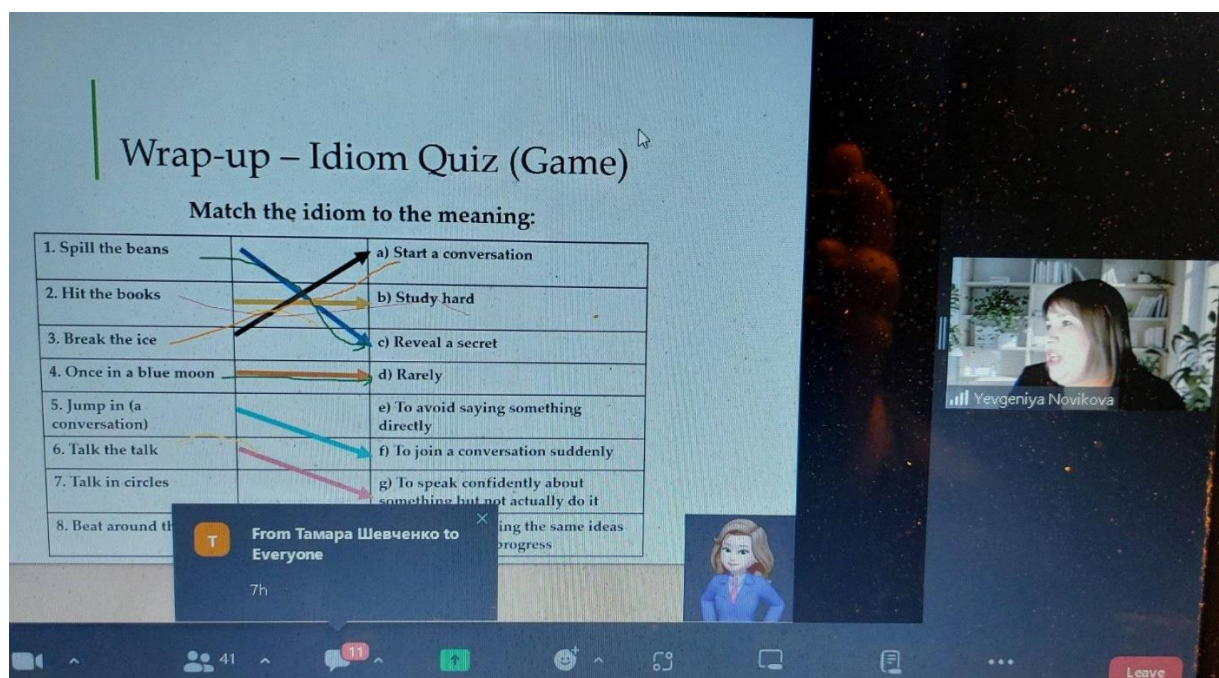 Wrap-up – Idiom Quiz (Game)
Match the idiom to the meaning:
1. Spill the beans
a) Start a conversation
2. Hit the books
b) Study hard
3. Break the ice
c) Reveal a secret
4. Once in a blue moon
d) Rarely
5. Jump in (a
conversation)
e) To avoid saying something
directly
6. Talk the talk
f) To join a conversation suddenly
7. Talk in circles
g) To speak confidently about
something but not actually do it
8. Beat around
ing the same ideas
progress
T
From Тамара Шевченко to
Everyone
7h
Yevgeniya Novikova
41
11
Leave